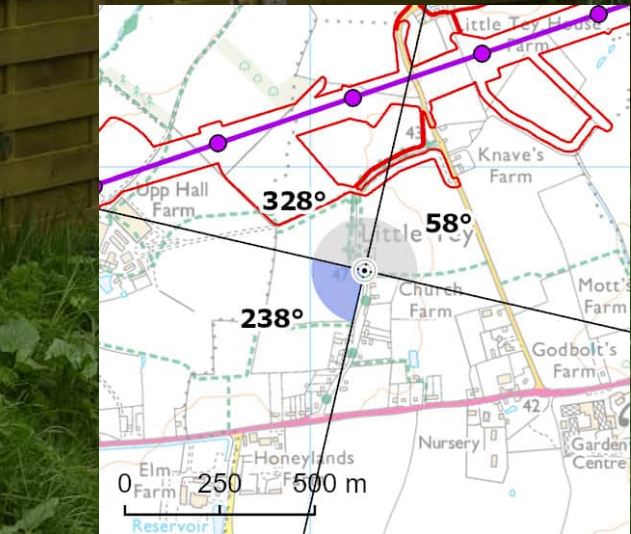 Little Tey House
Farm
43
Knave's
Farm
Upp Hall
Farm
328°
58°
Little Tey
47
Church
Farm
Mott's
Farm
238°
Godbolt's
Farm
42
Nursery
Garden
Centre
Honeylands
Elm
Farm
0 250 500 m
Reservoir